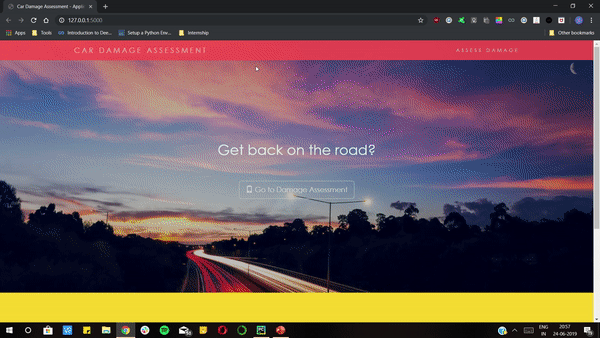 Car Damage Assessment - Applic
127.0.0.1:5000
Apps
Tools
Introduction to Dee...
Setup a Python Env...
Internship
Other bookmarks
CAR DAMAGE ASSESSMENT
ASSESS DAMAGE
Get back on the road?
Go to Damage Assessment
ENG
IN
20:57
24-06-2019